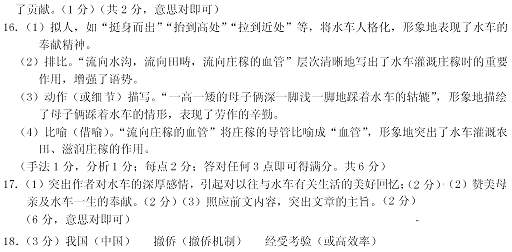 了贡献。(1分)(共2分，意思对即可)
16.(1)拟人，如“挺身而出”“抬到高处”“拉到近处”等，将水车人格化，形象地表现了水车的
奉献精神。
(2)排比。“流向水沟，流向田畴，流向庄稼的血管”层次清晰地写出了水车灌溉庄稼时的重要
作用，增强了语势。
(3)动作(或细节)描写。“一高一矮的母子俩深一脚浅一脚地踩着水车的轱辘”，形象地描绘
了母子俩踩着水车的情形，表现了劳作的辛勤。
(4)比喻(借喻)。“流向庄稼的血管”将庄稼的导管比喻成“血管”，形象地突出了水车灌溉农
田、滋润庄稼的作用。
(手法1分，分析1分；每点2分；答对任何3点即可得满分。共6分)
17.(1)突出作者对水车的深厚感情，引起对以往与水车有关生活的美好回忆；(2分)(2)赞美母
亲及水车一生的奉献。(2分)(3)照应前文内容，突出文章的主旨。(2分)
(6分，意思对即可)
18.(3分)我国(中国) 撤侨(撤侨机制) 经受考验(或高效率)